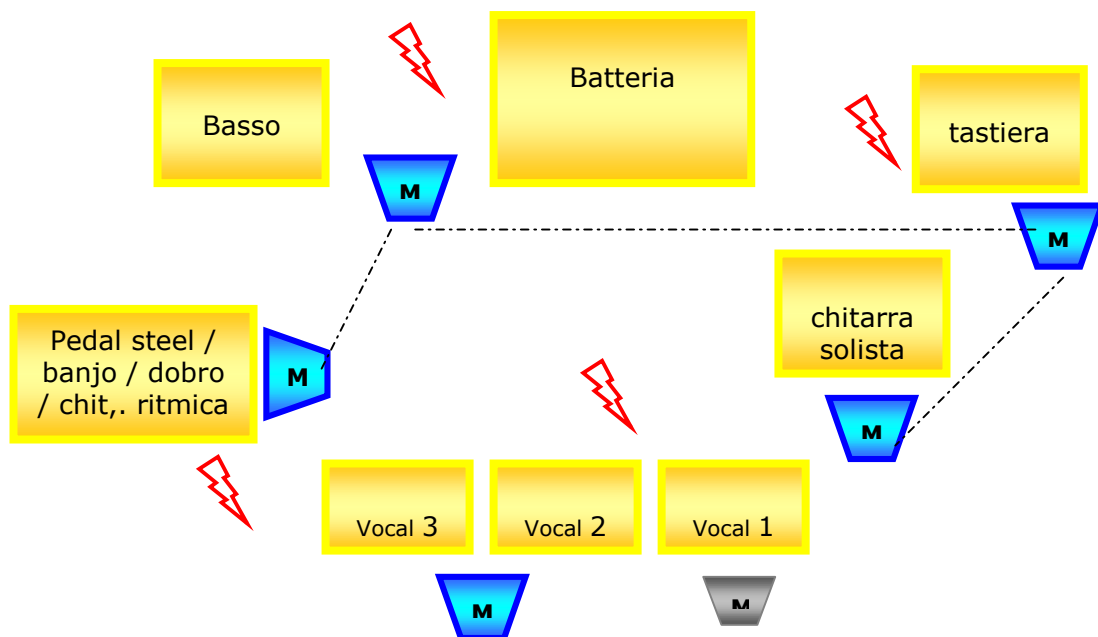 Batteria
Basso
tastiera
M
M
chitarra
solista
Pedal steel /
banjo / dobro
/ chit,. ritmica
M
M
Vocal 3
Vocal 2
Vocal 1
M
M